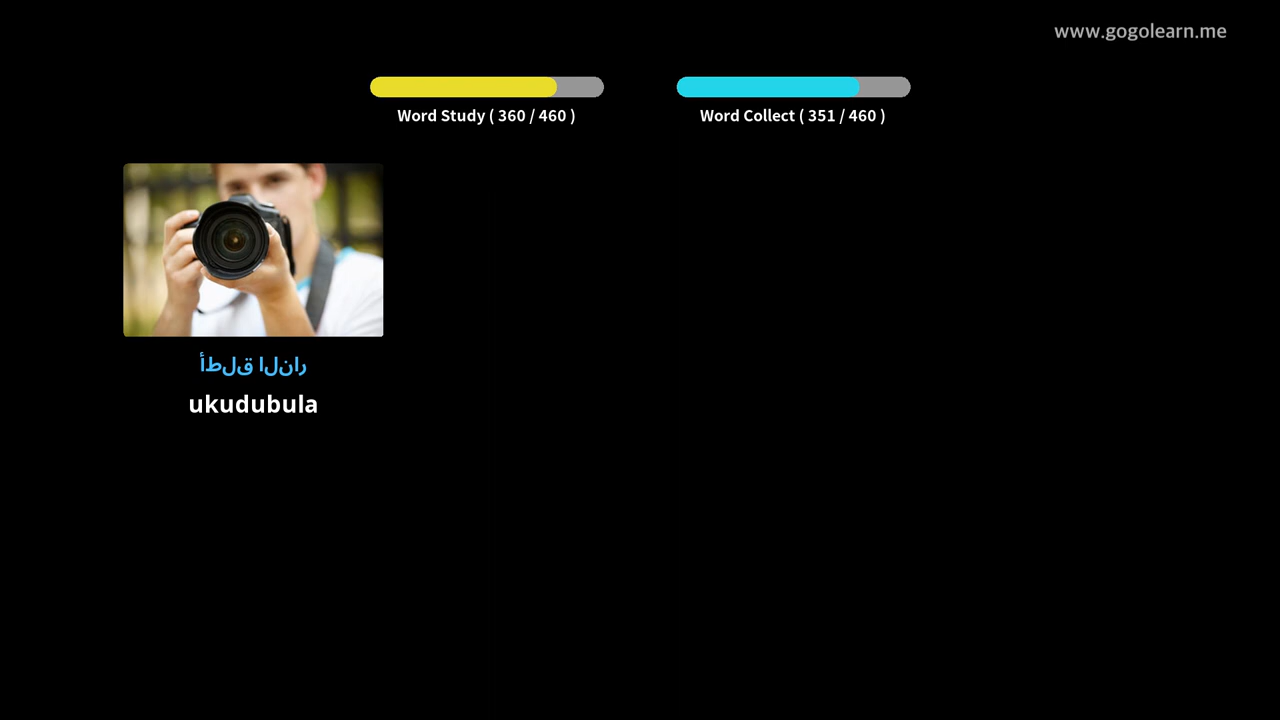 www.gogolearn.me
Word Study ( 360 / 460 )
Word Collect ( 351 / 460 )
أطلق النار
ukudubula